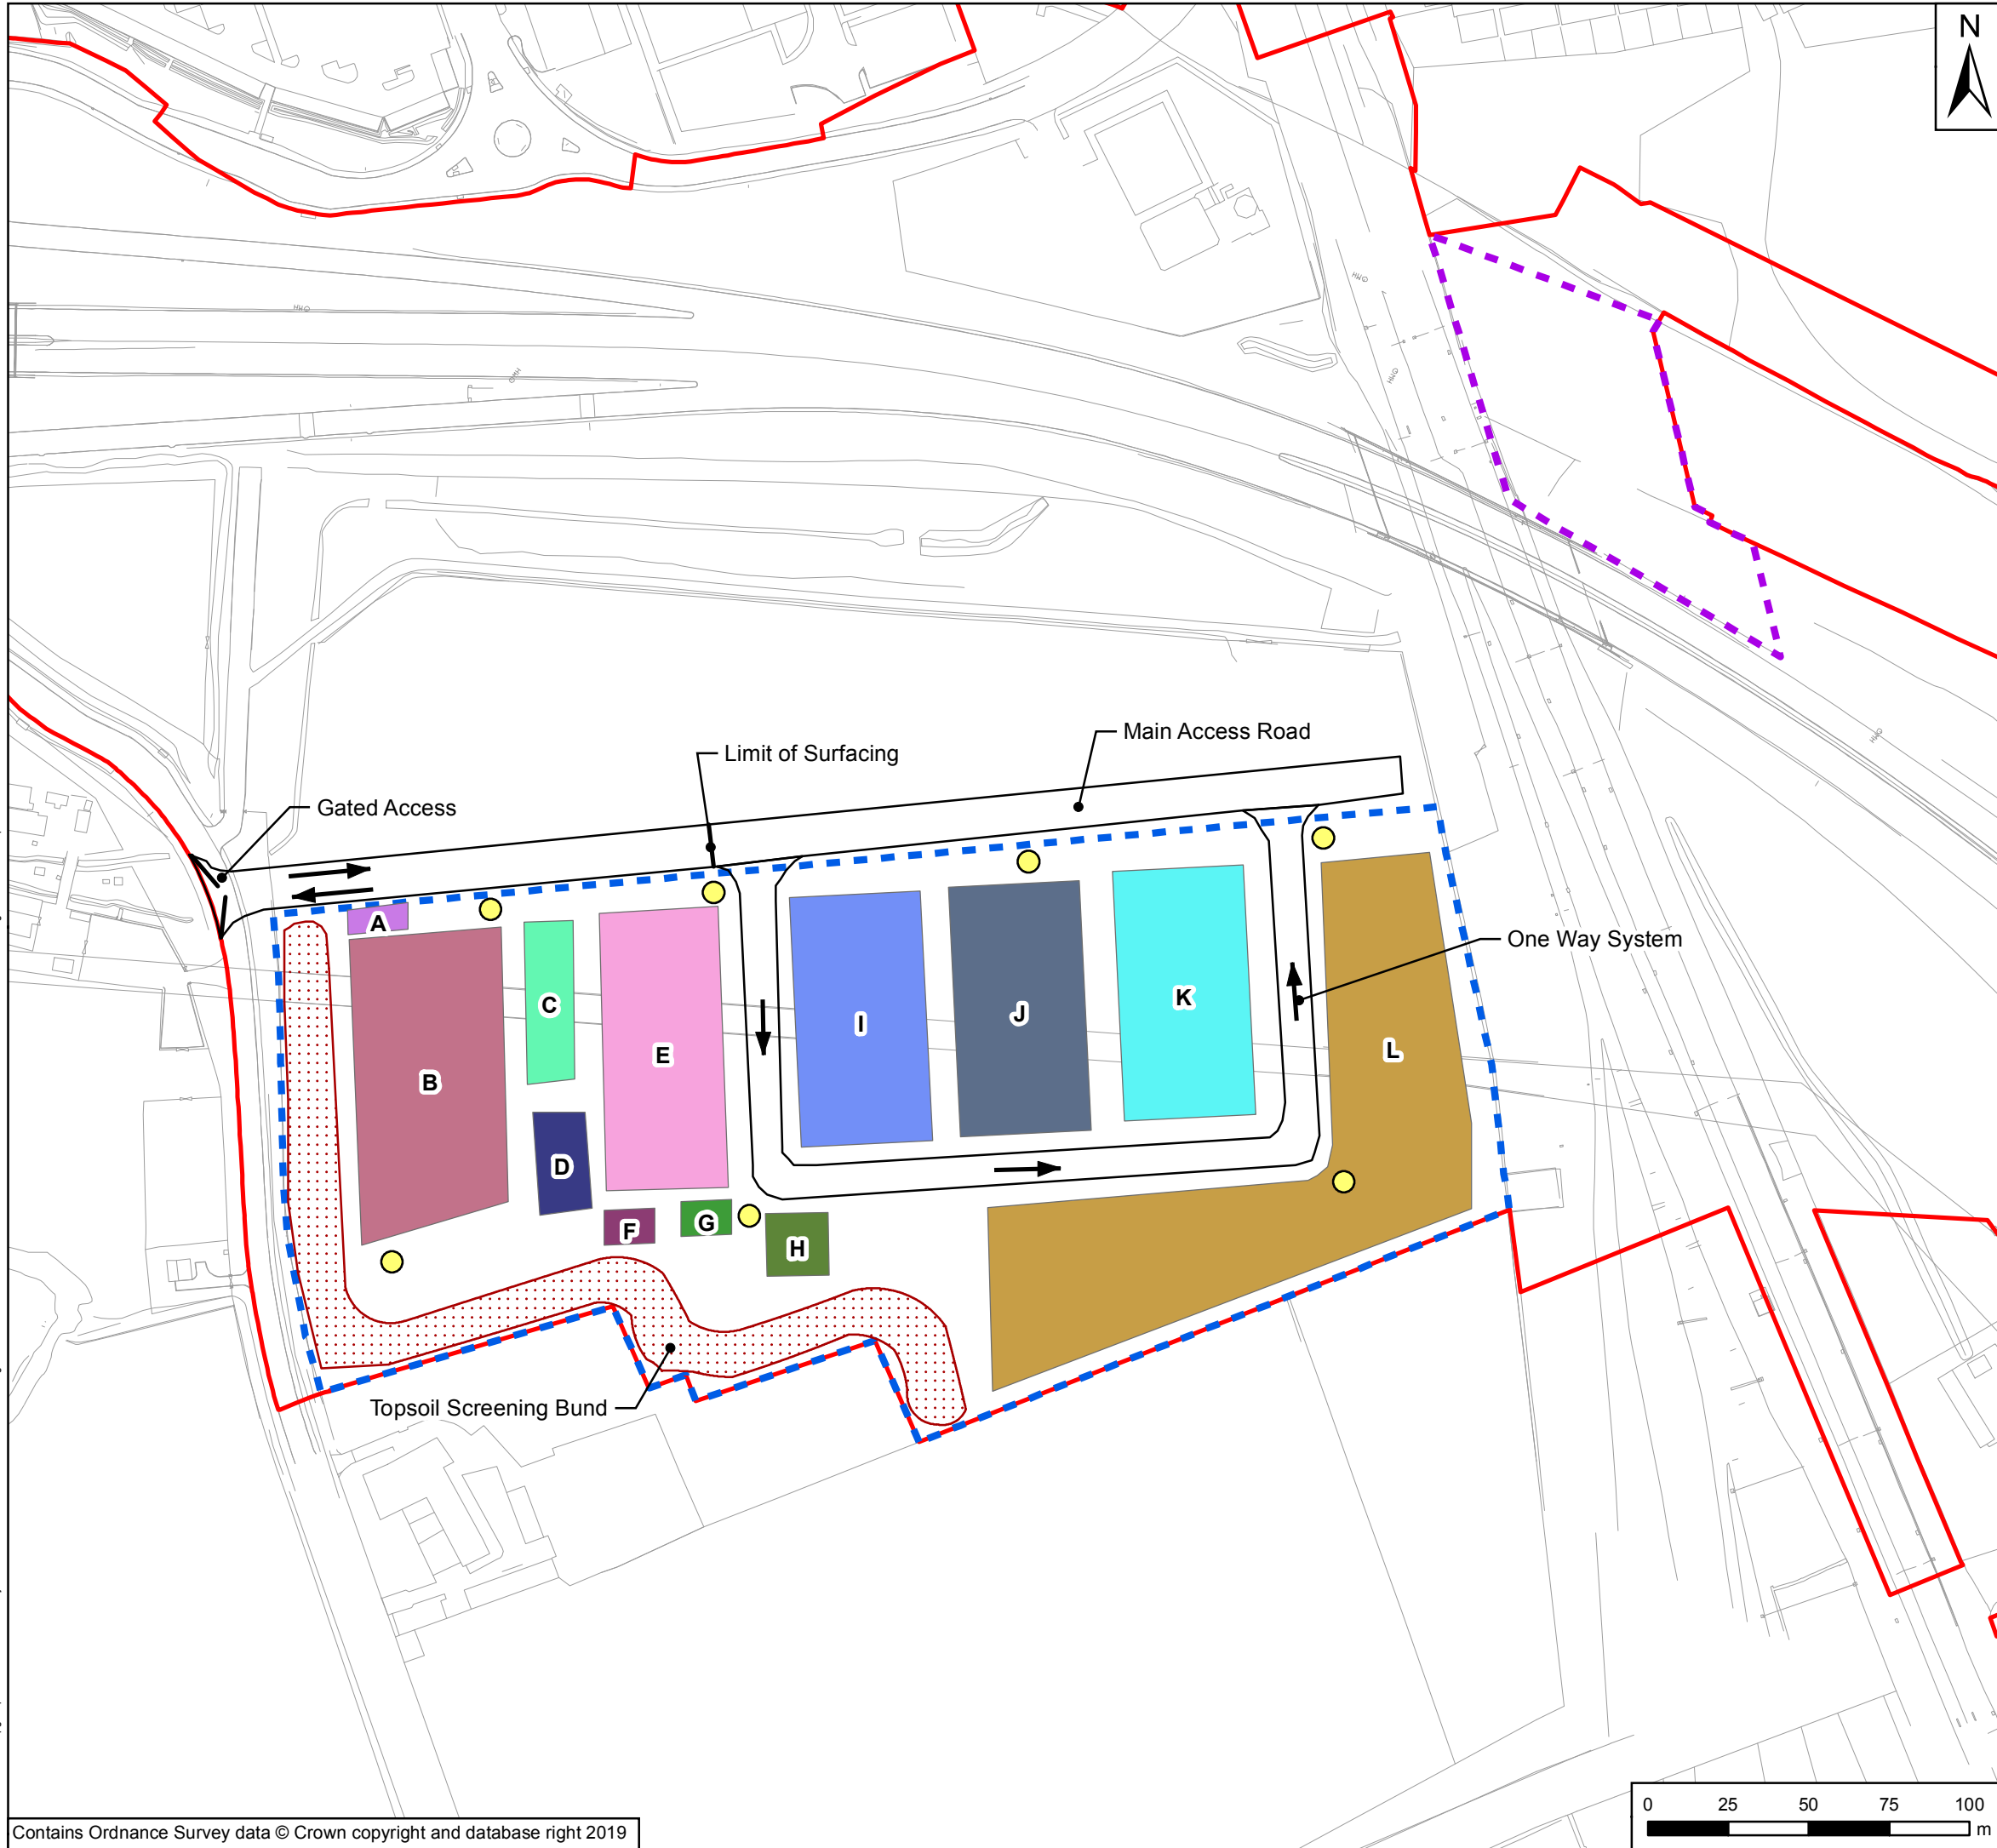 N
Main Access Road
Limit of Surfacing
Gated Access
One Way System
A
B
C
D
E
F
G
H
I
J
K
L
Topsoil Screening Bund
0 25 50 75 100
m
Contains Ordnance Survey data © Crown copyright and database right 2019